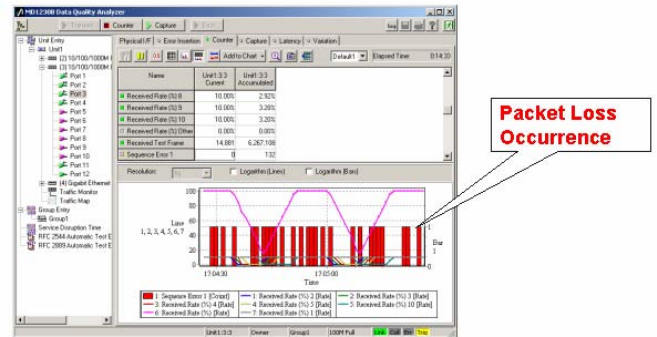 MD1230B Data Quality Analyzer
Transmit
Counter
Capture
Error
Unit Entry
Unit1
[2] 10/100/1000M
[3] 10/100/1000M
Port 1
Port 2
Port 3
Port 4
Port 5
Port 6
Port 7
Port 8
Port 9
Port 10
Port 11
Port 12
[4] Gigabit Ethernet
Traffic Monitor
Traffic Map
Group Entry
Group1
Service Disruption Time
RFC 2544 Automatic Test E
RFC 2889 Automatic Test E
Physical I/F
Error Insertion
Counter
Capture
Latency
Variation
Add to Chart
Default1
Elapsed Time
0:14:33
Name
Unit1:3:3 Current
Unit1:3:3 Accumulated
Received Rate (%) 8 10.00% 2.92%
Received Rate (%) 9 10.00% 3.20%
Received Rate (%) 10 10.00% 3.20%
Received Rate (%) Other 0.00% 0.00%
Received Test Frame 14,881 6,267,108
Sequence Error 1 0 132
Resolution:
1s
Logarithm (Lines)
Logarithm (Bars)
100
80
60
40
20
0
Line
1, 2, 3, 4, 5, 6, 7
1
0
Bar
1
17:04:30
17:05:00
Time
1 Sequence Error 1 [Count]
1 Received Rate (%) 2 [Rate]
2 Received Rate (%) 3 [Rate]
3 Received Rate (%) 4 [Rate]
4 Received Rate (%) 5 [Rate]
5 Received Rate (%) 10 [Rate]
6 Received Rate (%) [Rate]
7 Received Rate (%) 1 [Rate]
Unit1:3:3
Owner
Group1
100M Full
Link
Col
Err
Packet Loss
Occurrence